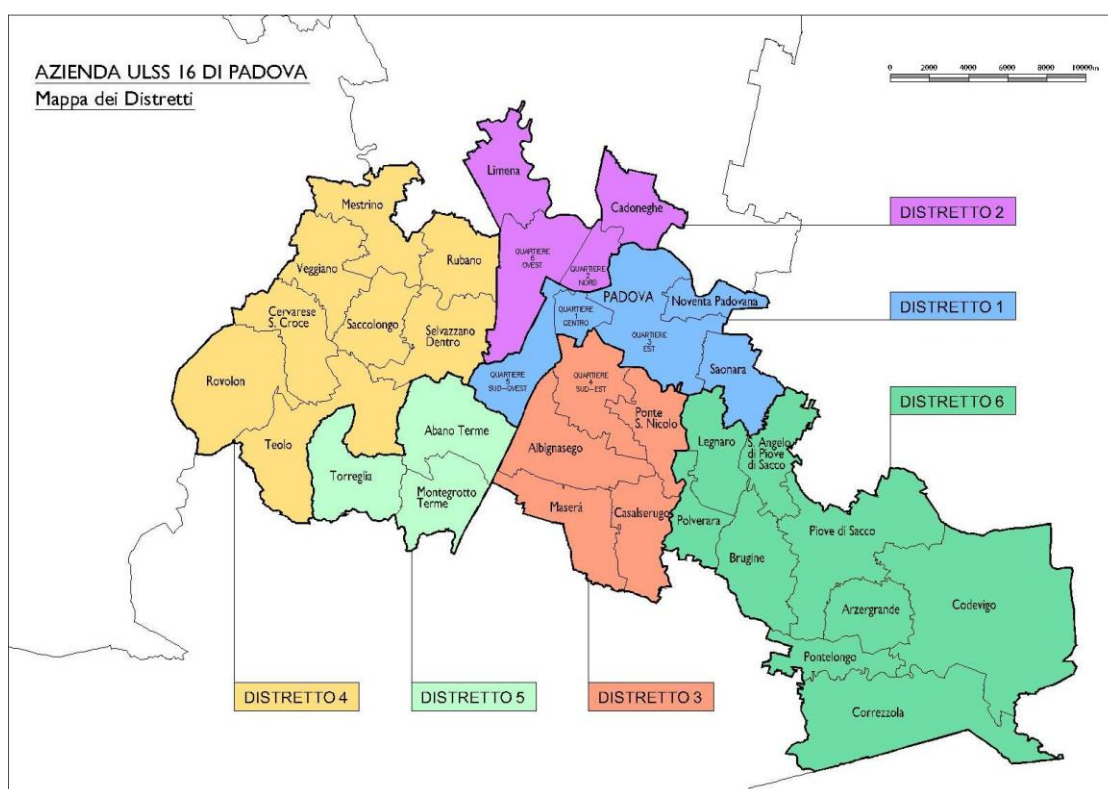 AZIENDA ULSS 16 DI PADOVA
Mappa dei Distretti
0 2000 4000 6000 8000 10000m
Limena
Cadoneghe
Mestrino
DISTRETTO 2
Rubano
QUARTIERE
6
OVEST
QUARTIERE
2
NORD
Veggiano
PADOVA
Noventa Padovana
DISTRETTO 1
Cervarese
S. Croce
Saccolongo
Selvazzano
Dentro
QUARTIERE
1
CENTRO
QUARTIERE
3
EST
Saonara
Rovolon
QUARTIERE
5
SUD-OVEST
QUARTIERE
4
SUD-EST
DISTRETTO 6
Ponte
S. Nicolo
Teolo
Abano Terme
Albignasego
Legnaro
S. Angelo
di Piove
di Sacco
Torreglia
Montegrotto
Terme
Maserà
Casalserugo
Polverara
Brugine
Piove di Sacco
Arzergrande
Codevigo
Pontelongo
Correzzola
DISTRETTO 4
DISTRETTO 5
DISTRETTO 3